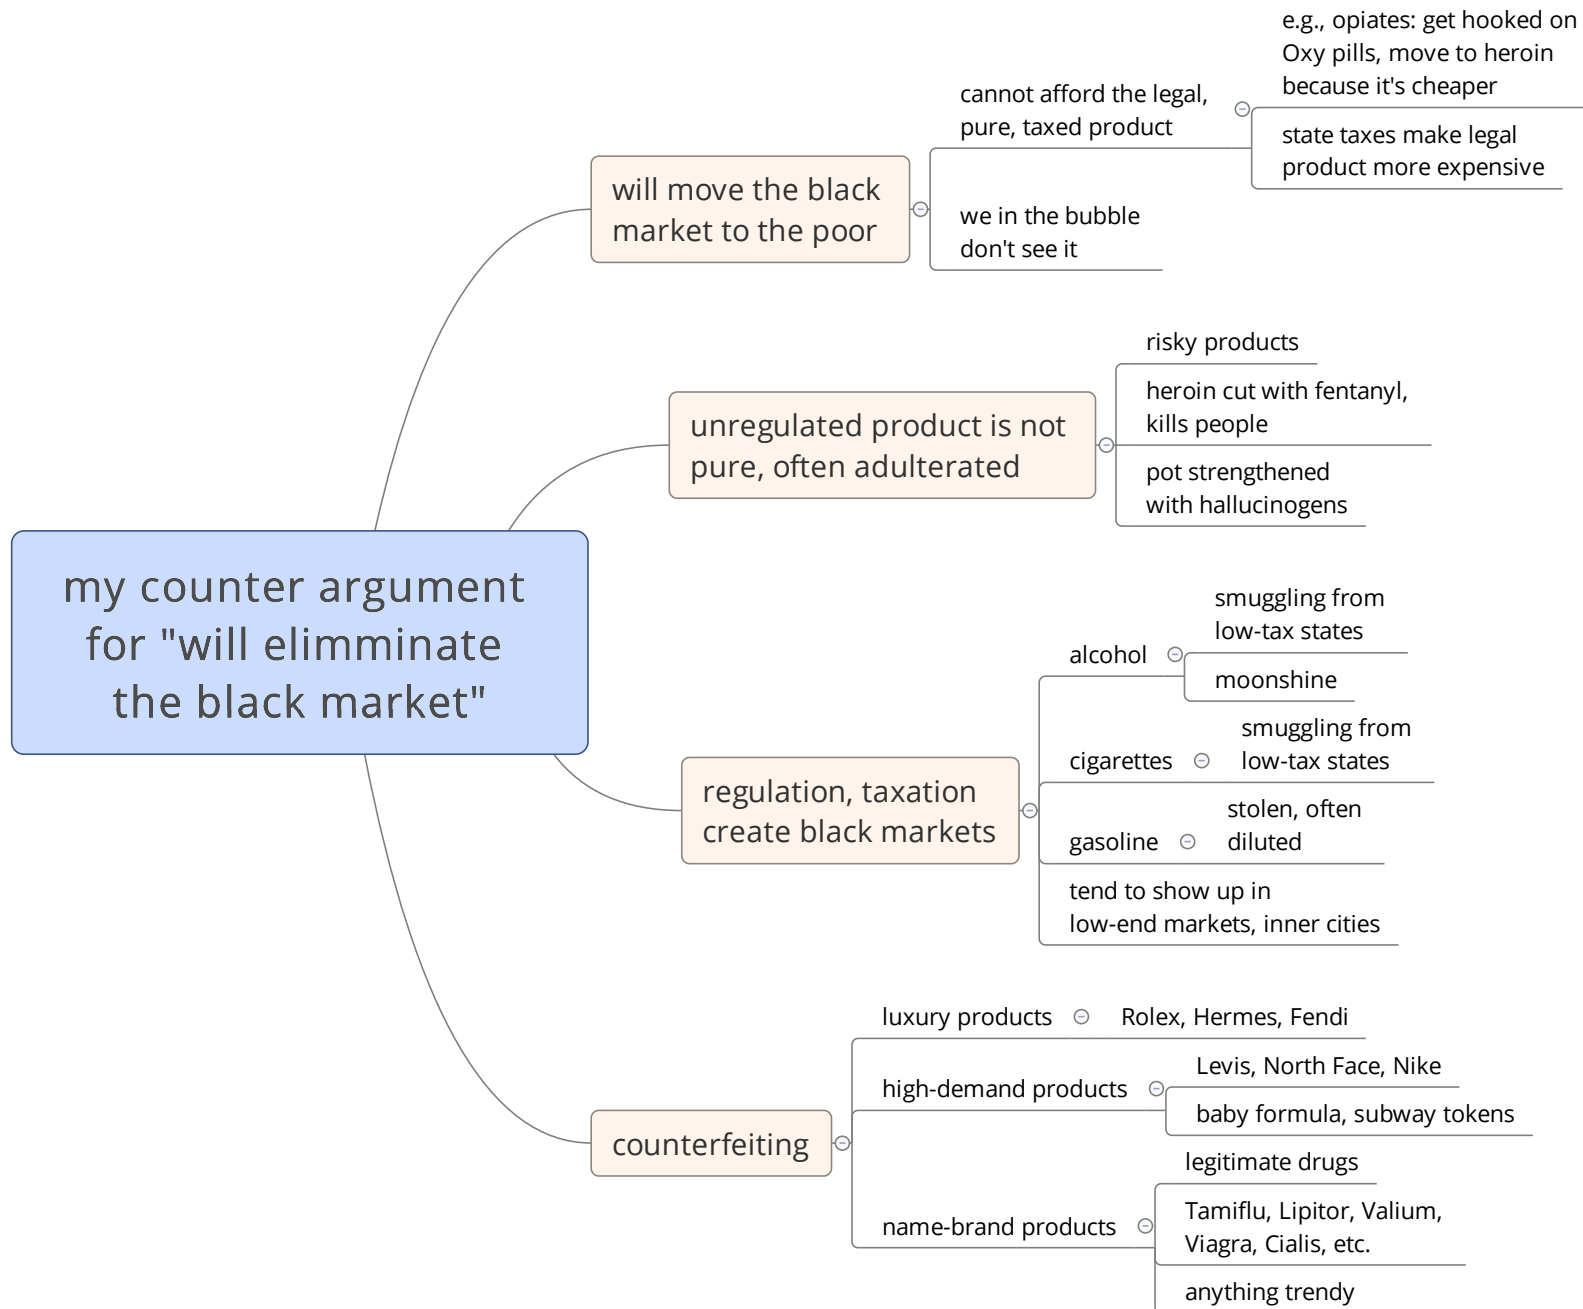 my counter argument
for "will elimminate
the black market"
will move the black
market to the poor
cannot afford the legal,
pure, taxed product
e.g., opiates: get hooked on
Oxy pills, move to heroin
because it's cheaper
state taxes make legal
product more expensive
we in the bubble
don't see it
unregulated product is not
pure, often adulterated
risky products
heroin cut with fentanyl,
kills people
pot strengthened
with hallucinogens
regulation, taxation
create black markets
alcohol
smuggling from
low-tax states
moonshine
cigarettes
smuggling from
low-tax states
gasoline
stolen, often
diluted
tend to show up in
low-end markets, inner cities
counterfeiting
luxury products
Rolex, Hermes, Fendi
high-demand products
Levis, North Face, Nike
baby formula, subway tokens
name-brand products
legitimate drugs
Tamiflu, Lipitor, Valium,
Viagra, Cialis, etc.
anything trendy